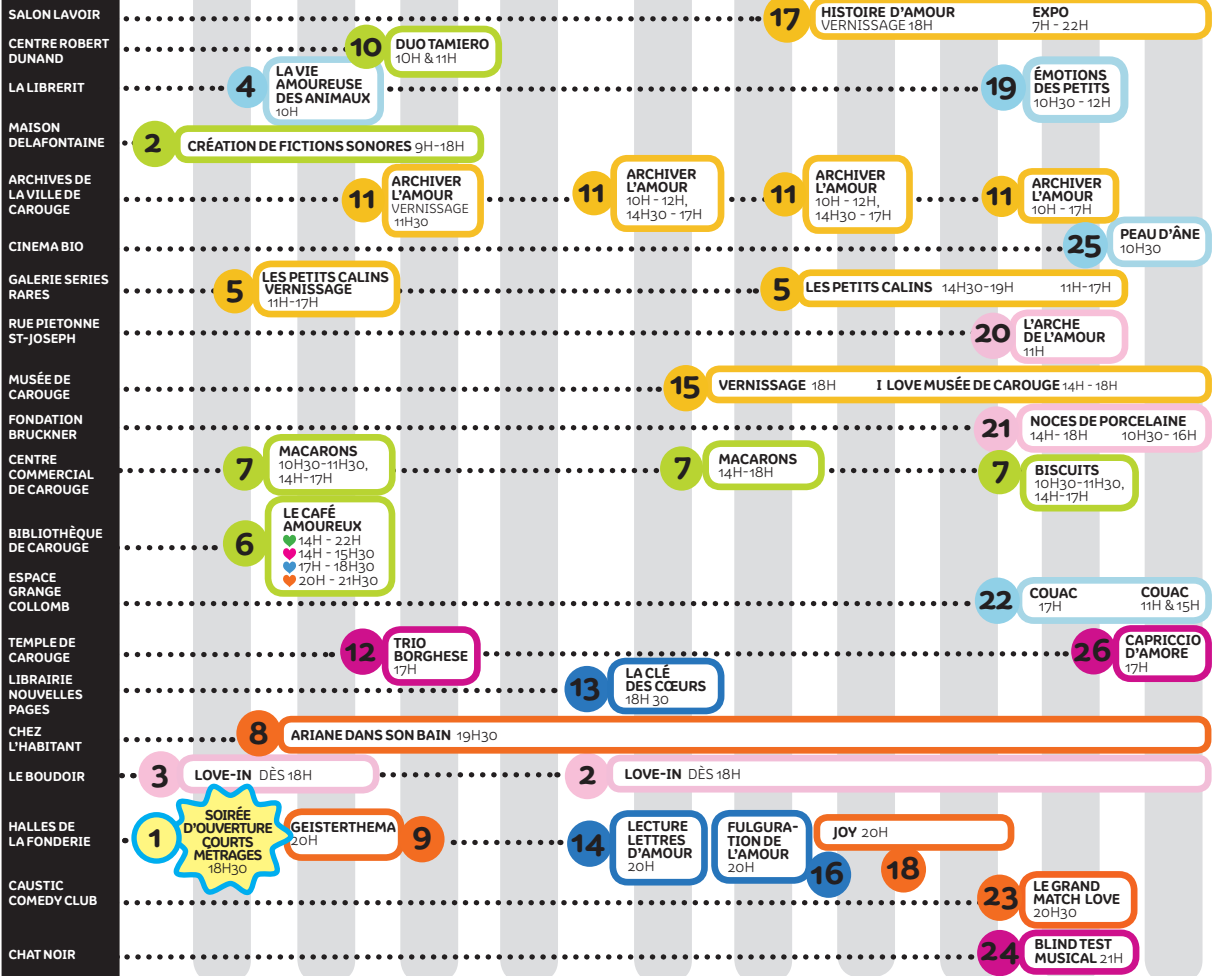 SALON LAVOIR
17
HISTOIRE D'AMOUR
VERNISSAGE 18H
EXPO
7H - 22H
CENTRE ROBERT
DUNAND
10
DUO TAMIERO
10H & 11H
LA LIBRERIT
4
LA VIE
AMOUREUSE
DES ANIMAUX
10H
19
ÉMOTIONS
DES PETITS
10H30 - 12H
MAISON
DELAFONTAINE
2
CRÉATION DE FICTIONS SONORES 9H-18H
ARCHIVES DE
LA VILLE DE
CAROUGE
11
ARCHIVER
L'AMOUR
VERNISSAGE
11H30
11
ARCHIVER
L'AMOUR
10H - 12H,
14H30 - 17H
11
ARCHIVER
L'AMOUR
10H - 12H,
14H30 - 17H
11
ARCHIVER
L'AMOUR
10H - 17H
CINEMA BIO
25
PEAU D'ÂNE
10H30
GALERIE SERIES
RARES
5
LES PETITS CALINS
VERNISSAGE
11H-17H
5
LES PETITS CALINS 14H30-19H 11H-17H
RUE PIETONNE
ST-JOSEPH
20
L'ARCHE
DE L'AMOUR
11H
MUSÉE DE
CAROUGE
15
VERNISSAGE 18H I LOVE MUSÉE DE CAROUGE 14H - 18H
FONDATION
BRUCKNER
21
NOCES DE PORCELAINE
14H- 18H 10H30- 16H
CENTRE
COMMERCIAL
DE CAROUGE
7
MACARONS
10H30-11H30,
14H-17H
7
MACARONS
14H-18H
7
BISCUITS
10H30-11H30,
14H-17H
BIBLIOTHÈQUE
DE CAROUGE
6
LE CAFÉ
AMOUREUX
14H - 22H
14H - 15H30
17H - 18H30
20H - 21H30
ESPACE
GRANGE
COLLOMB
22
COUAC
17H
COUAC
11H & 15H
TEMPLE DE
CAROUGE
12
TRIO
BORGHESE
17H
26
CAPRICCIO
D'AMORE
17H
LIBRAIRIE
NOUVELLES
PAGES
13
LA CLÉ
DES CŒURS
18H 30
CHEZ
L'HABITANT
8
ARIANE DANS SON BAIN 19H30
LE BOUDOIR
3
LOVE-IN DÈS 18H
2
LOVE-IN DÈS 18H
HALLES DE
LA FONDERIE
1
SOIRÉE
D'OUVERTURE
COURTS
MÉTRAGES
18H30
GEISTERTHEMA
20H
9
14
LECTURE
LETTRES
D'AMOUR
20H
FULGURA-
TION DE
L'AMOUR
20H
16
JOY 20H
18
CAUSTIC
COMEDY CLUB
23
LE GRAND
MATCH LOVE
20H30
CHAT NOIR
24
BLIND TEST
MUSICAL 21H